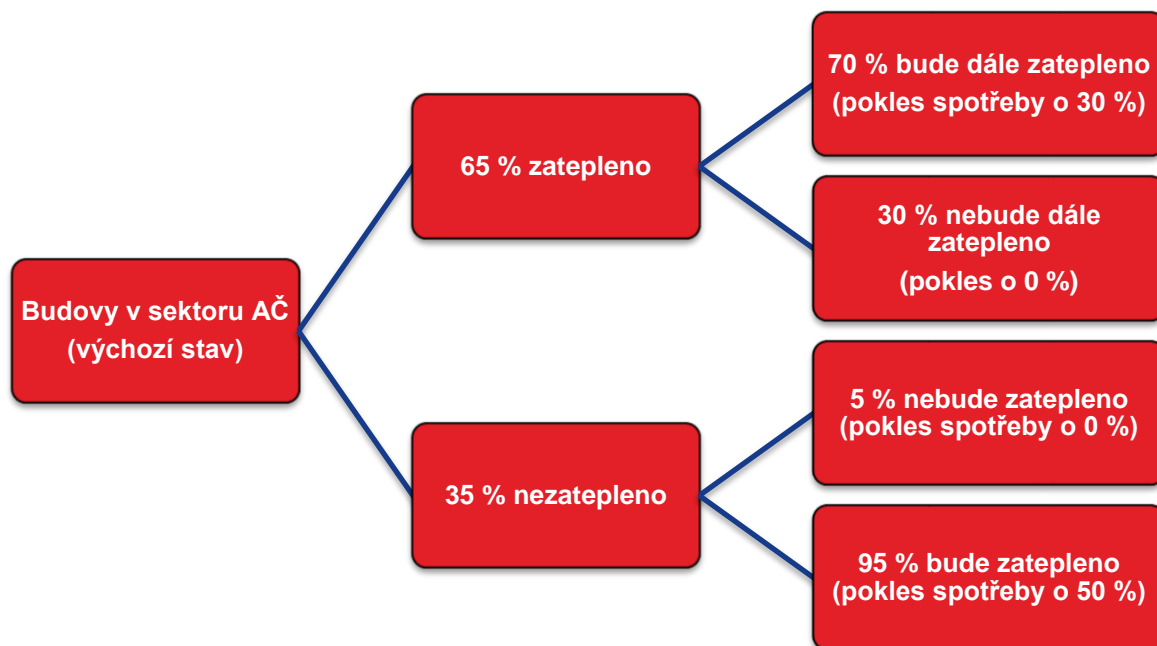 Budovy v sektoru AČ
(výchozí stav)
65 % zatepleno
35 % nezatepleno
70 % bude dále zatepleno
(pokles spotřeby o 30 %)
30 % nebude dále
zatepleno
(pokles o 0 %)
5 % nebude zatepleno
(pokles spotřeby o 0 %)
95 % bude zatepleno
(pokles spotřeby o 50 %)